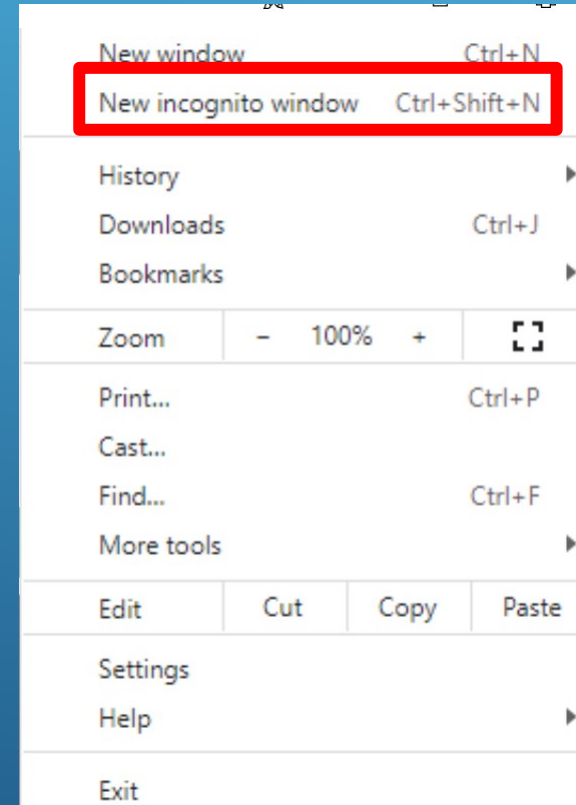 New window Ctrl+N
New incognito window Ctrl+Shift+N
History
Downloads Ctrl+J
Bookmarks
Zoom - 100% +
Print... Ctrl+P
Cast...
Find... Ctrl+F
More tools
Edit Cut Copy Paste
Settings
Help
Exit